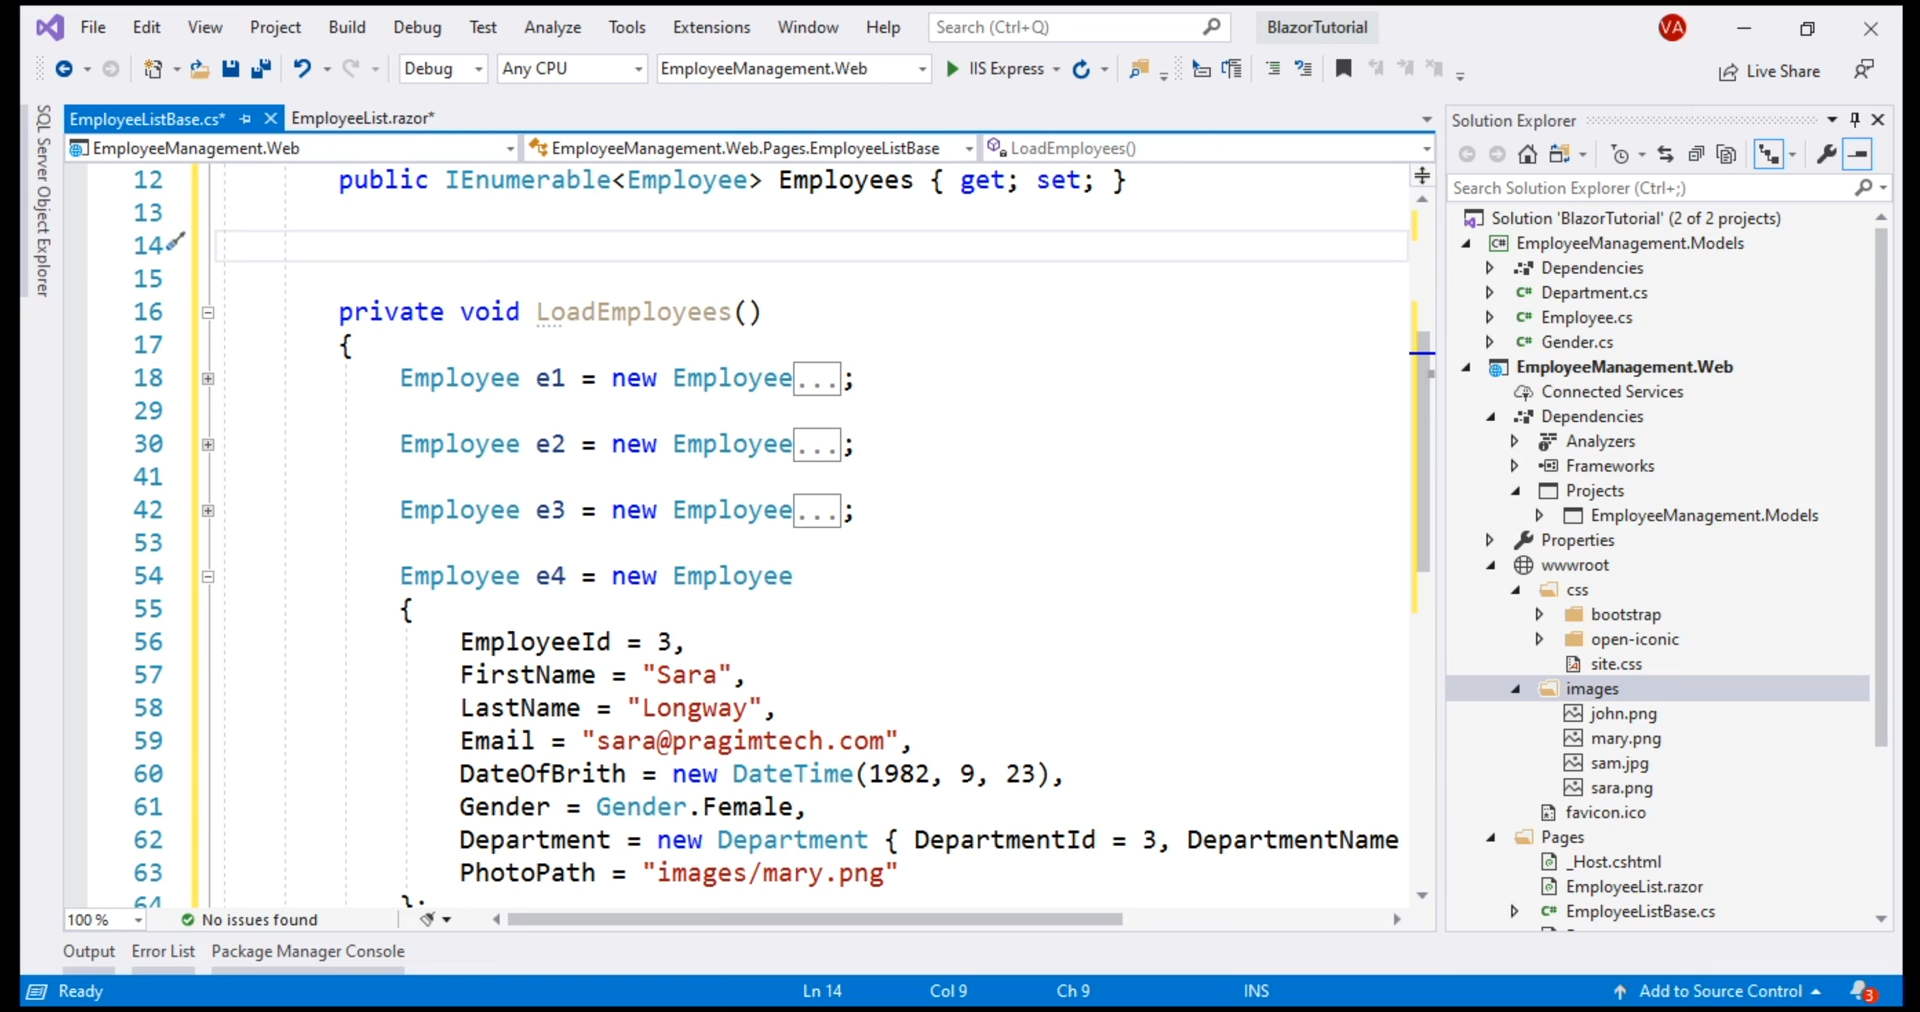 File Edit View Project Build Debug Test Analyze Tools Extensions Window Help Search (Ctrl+Q) BlazorTutorial VA
Debug Any CPU EmployeeManagement.Web IIS Express Live Share
SQL Server Object Explorer
EmployeeListBase.cs* EmployeeList.razor*
EmployeeManagement.Web EmployeeManagement.Web.Pages.EmployeeListBase LoadEmployees()
12 public IEnumerable<Employee> Employees { get; set; }
13
14
15
16 private void LoadEmployees()
17 {
18 Employee e1 = new Employee...;
29
30 Employee e2 = new Employee...;
41
42 Employee e3 = new Employee...;
53
54 Employee e4 = new Employee
55 {
56 EmployeeId = 3,
57 FirstName = "Sara",
58 LastName = "Longway",
59 Email = "sara@pragimtech.com",
60 DateOfBrith = new DateTime(1982, 9, 23),
61 Gender = Gender.Female,
62 Department = new Department { DepartmentId = 3, DepartmentName
63 PhotoPath = "images/mary.png"
64 };
100 % No issues found
Output Error List Package Manager Console
Ready Ln 14 Col 9 Ch 9 INS Add to Source Control 3
Solution Explorer
Search Solution Explorer (Ctrl+;)
Solution 'BlazorTutorial' (2 of 2 projects)
C# EmployeeManagement.Models
Dependencies
C# Department.cs
C# Employee.cs
C# Gender.cs
EmployeeManagement.Web
Connected Services
Dependencies
Analyzers
Frameworks
Projects
EmployeeManagement.Models
Properties
wwwroot
css
bootstrap
open-iconic
site.css
images
john.png
mary.png
sam.jpg
sara.png
favicon.ico
Pages
_Host.cshtml
EmployeeList.razor
C# EmployeeListBase.cs